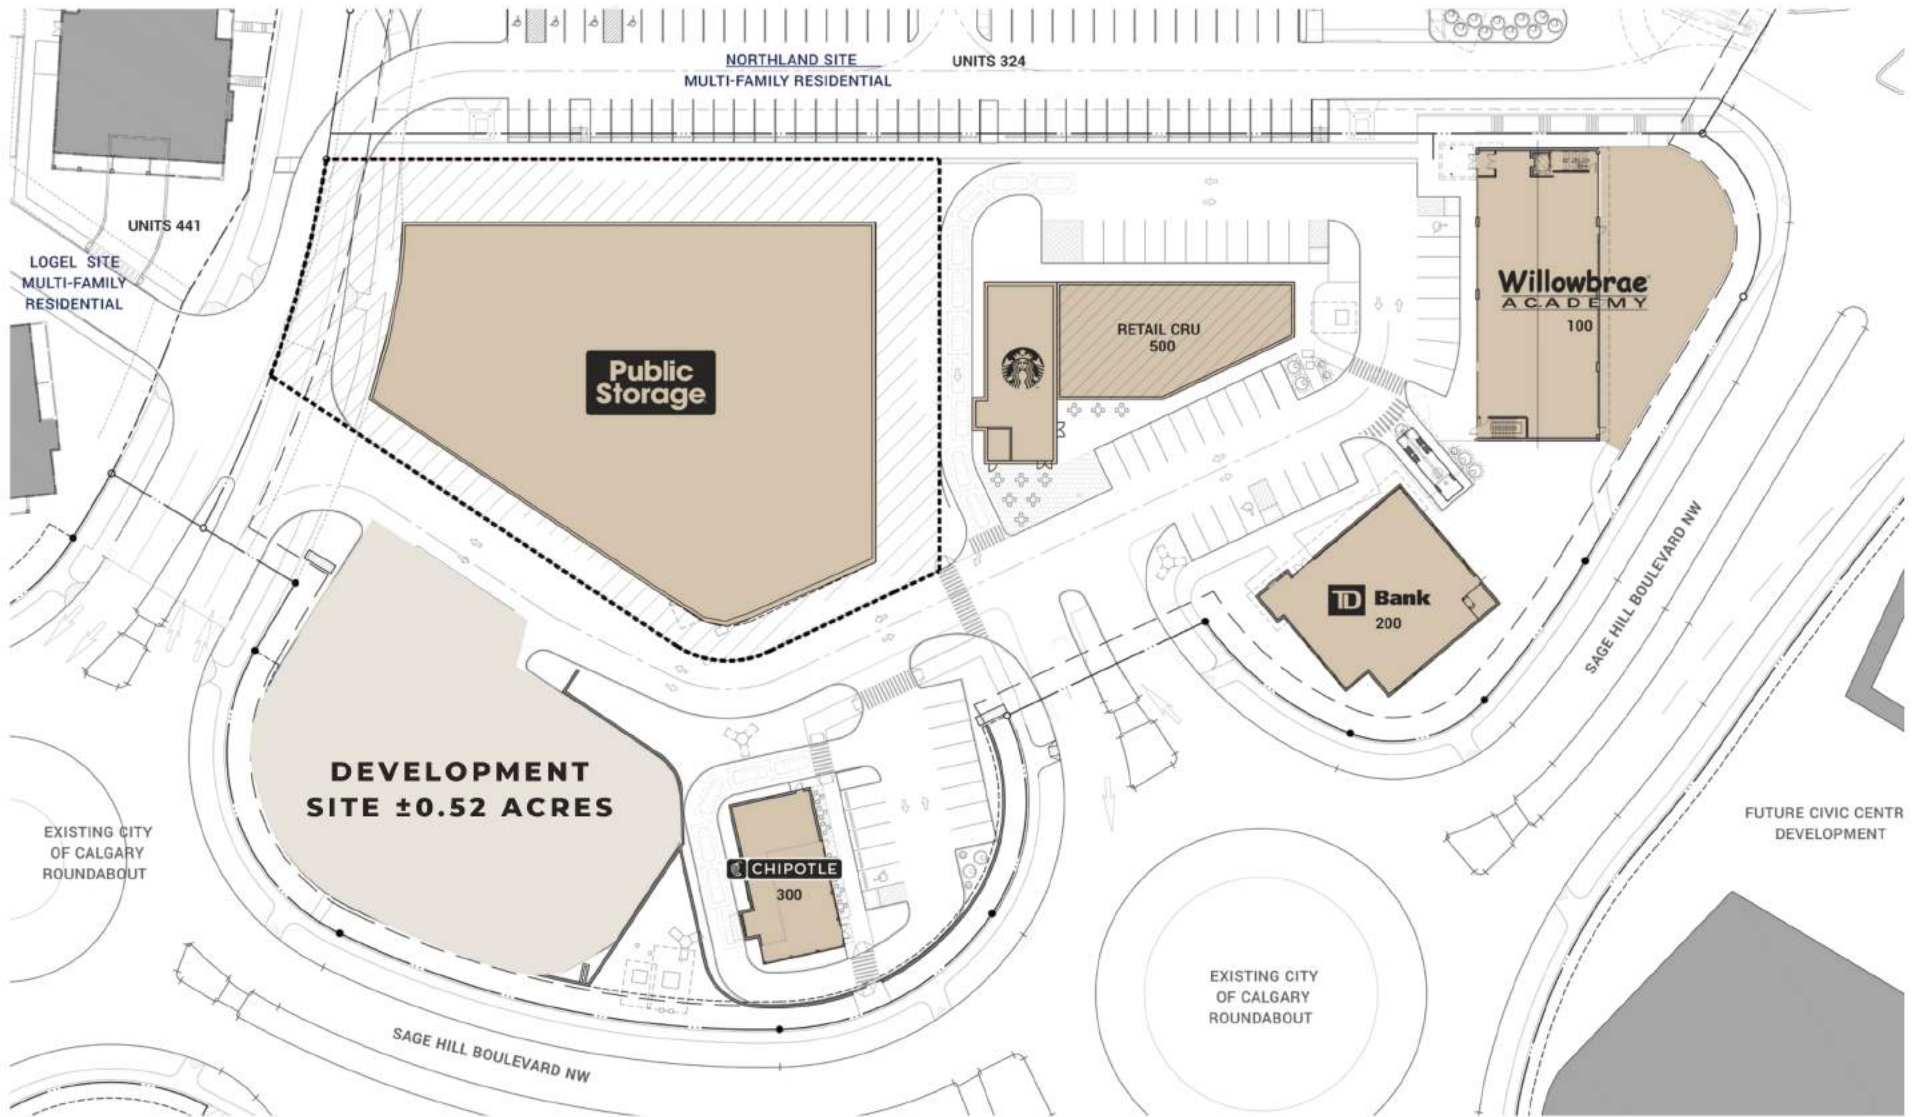 NORTHLAND SITE
MULTI-FAMILY RESIDENTIAL
UNITS 324
UNITS 441
LOGEL SITE
MULTI-FAMILY
RESIDENTIAL
Public
Storage
RETAIL CRU
500
Willowbrae
ACADEMY
100
TD Bank
200
SAGE HILL BOULEVARD NW
DEVELOPMENT
SITE ±0.52 ACRES
CHIPOTLE
300
EXISTING CITY
OF CALGARY
ROUNDABOUT
FUTURE CIVIC CENTR
DEVELOPMENT
EXISTING CITY
OF CALGARY
ROUNDABOUT
SAGE HILL BOULEVARD NW